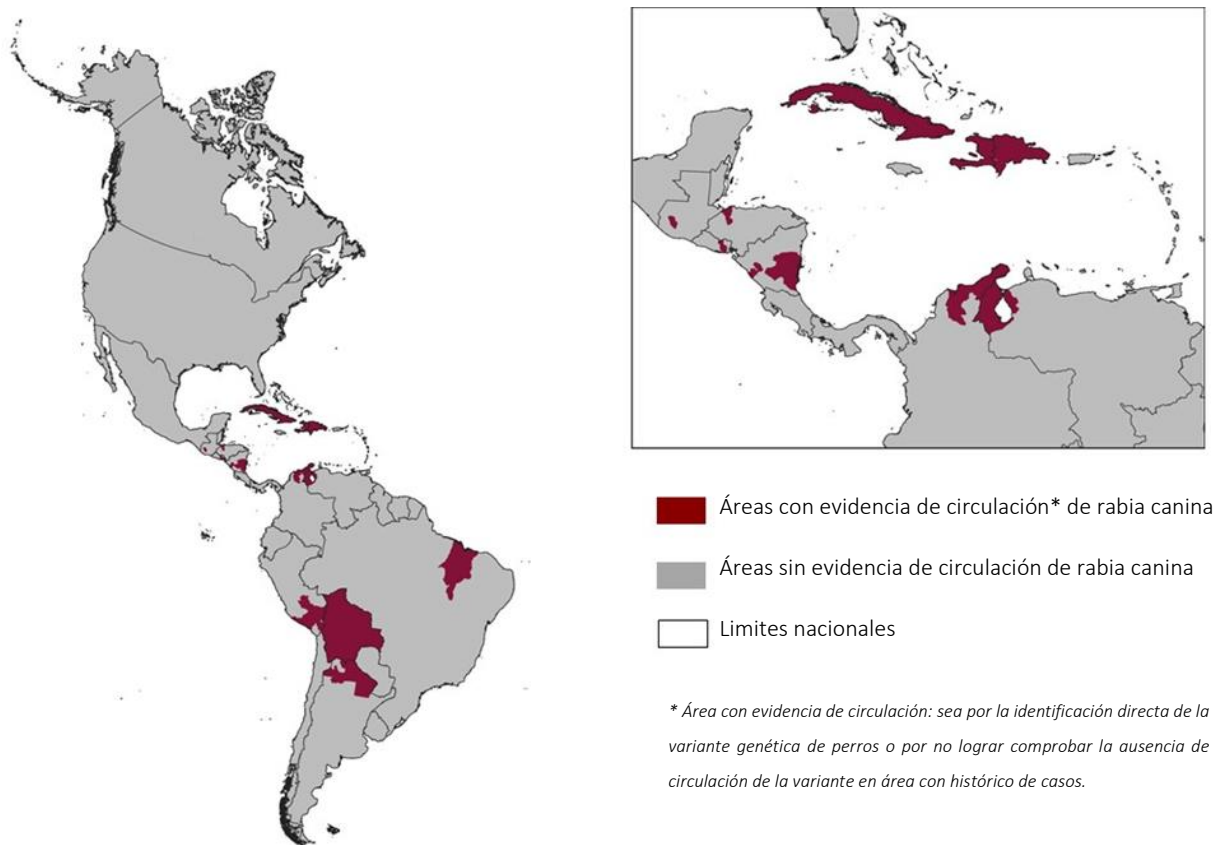 Áreas con evidencia de circulación* de rabia canina
Áreas sin evidencia de circulación de rabia canina
Limites nacionales
* Área con evidencia de circulación: sea por la identificación directa de la
variante genética de perros o por no lograr comprobar la ausencia de
circulación de la variante en área con histórico de casos.